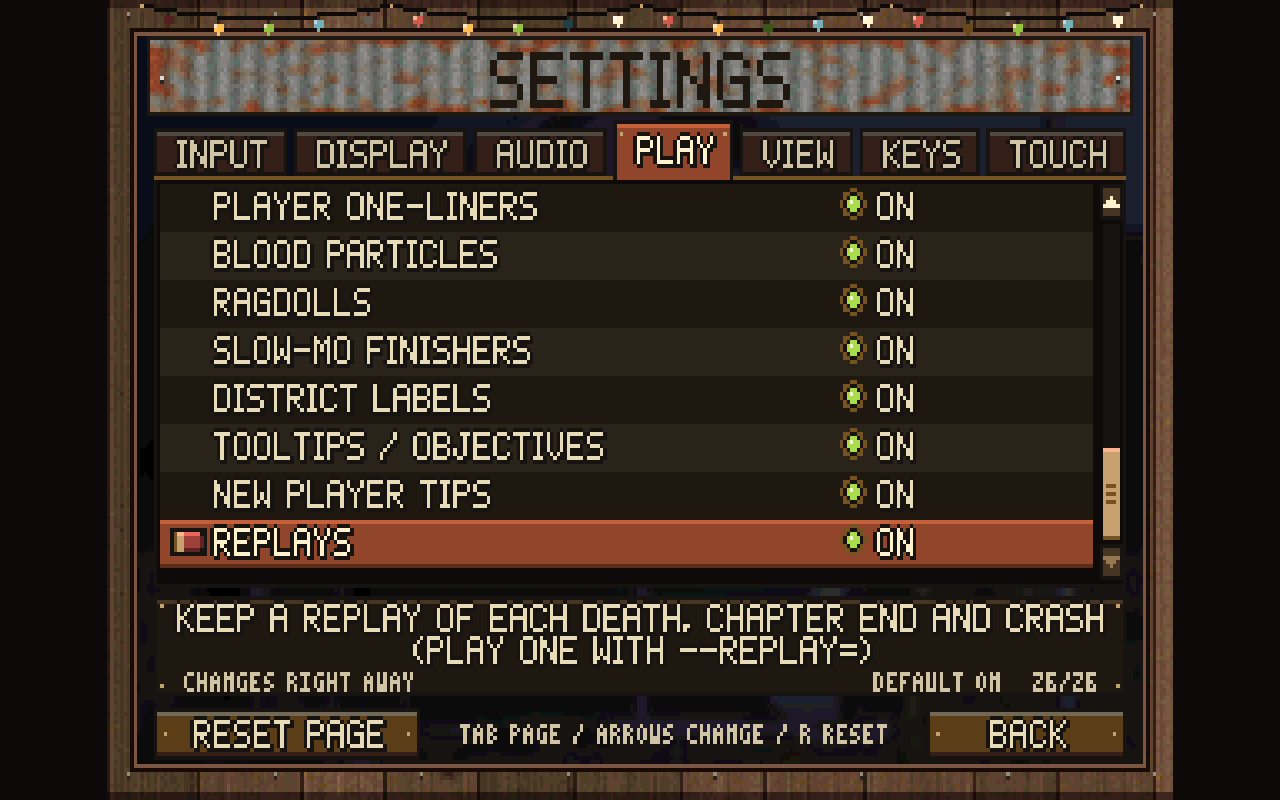 SETTINGS
INPUT DISPLAY AUDIO PLAY VIEW KEYS TOUCH
PLAYER ONE-LINERS ON
BLOOD PARTICLES ON
RAGDOLLS ON
SLOW-MO FINISHERS ON
DISTRICT LABELS ON
TOOLTIPS / OBJECTIVES ON
NEW PLAYER TIPS ON
REPLAYS ON
KEEP A REPLAY OF EACH DEATH, CHAPTER END AND CRASH
(PLAY ONE WITH --REPLAY=)
CHANGES RIGHT AWAY DEFAULT ON 26/26
RESET PAGE TAB PAGE / ARROWS CHANGE / R RESET BACK